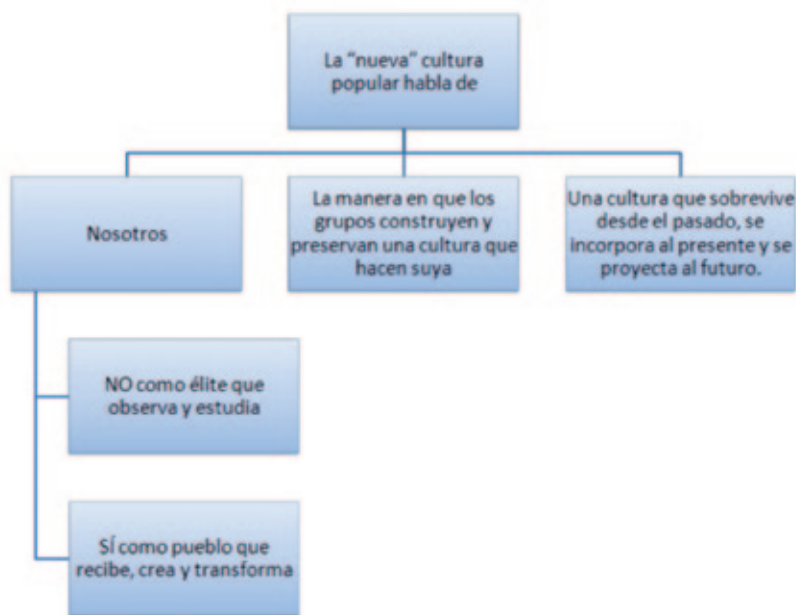 La “nueva” cultura
popular habla de
Nosotros
La manera en que los
grupos construyen y
preservan una cultura que
hacen suya
Una cultura que sobrevive
desde el pasado, se
incorpora al presente y se
proyecta al futuro.
NO como élite que
observa y estudia
SÍ como pueblo que
recibe, crea y transforma